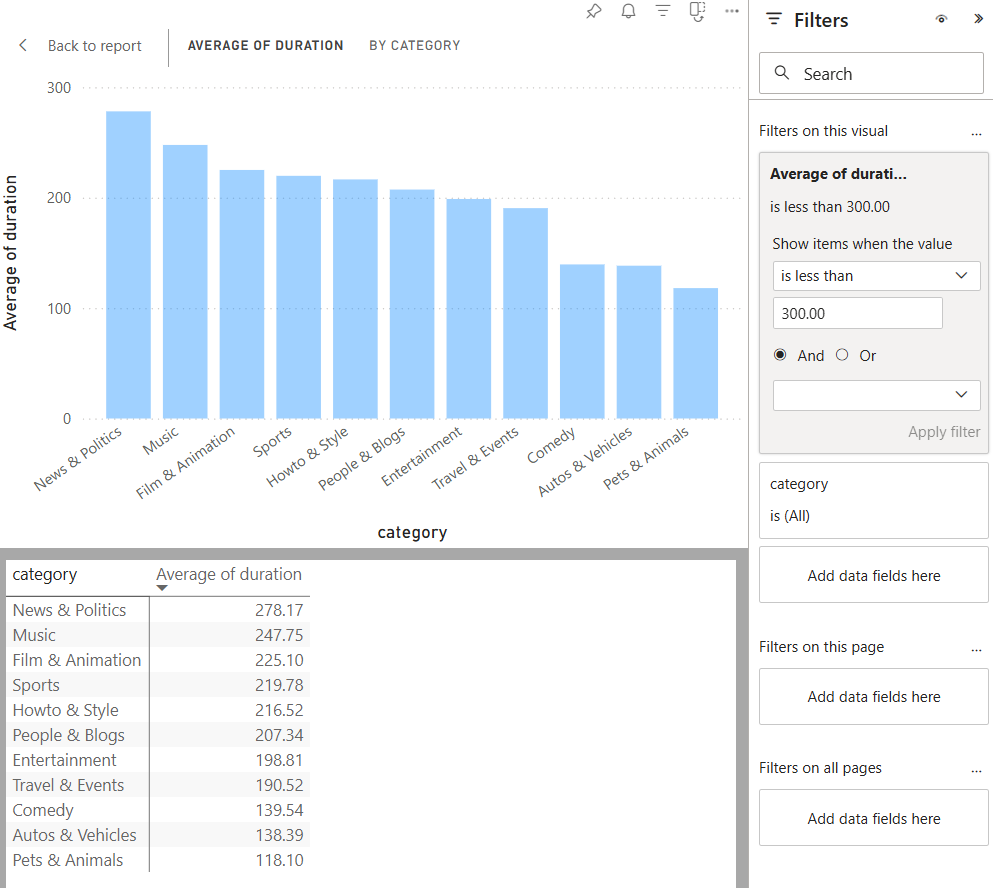 Back to report
AVERAGE OF DURATION BY CATEGORY
Average of duration
300
200
100
0
News & Politics
Music
Film & Animation
Sports
Howto & Style
People & Blogs
Entertainment
Travel & Events
Comedy
Autos & Vehicles
Pets & Animals
category
category Average of duration
News & Politics 278.17
Music 247.75
Film & Animation 225.10
Sports 219.78
Howto & Style 216.52
People & Blogs 207.34
Entertainment 198.81
Travel & Events 190.52
Comedy 139.54
Autos & Vehicles 138.39
Pets & Animals 118.10
Filters
Search
Filters on this visual ...
Average of durati...
is less than 300.00
Show items when the value
is less than
300.00
And Or
Apply filter
category
is (All)
Add data fields here
Filters on this page ...
Add data fields here
Filters on all pages ...
Add data fields here